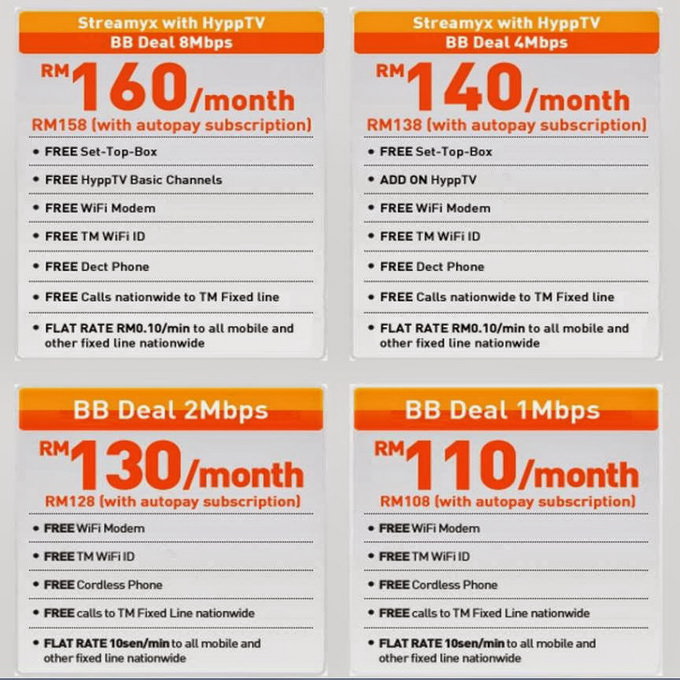 Streamyx with HyppTV
BB Deal 8Mbps
RM160/month
RM158 (with autopay subscription)
• FREE Set-Top-Box
• FREE HyppTV Basic Channels
• FREE WiFi Modem
• FREE TM WiFi ID
• FREE Dect Phone
• FREE Calls nationwide to TM Fixed line
• FLAT RATE RM0.10/min to all mobile and
other fixed line nationwide
Streamyx with HyppTV
BB Deal 4Mbps
RM140/month
RM138 (with autopay subscription)
• FREE Set-Top-Box
• ADD ON HyppTV
• FREE WiFi Modem
• FREE TM WiFi ID
• FREE Dect Phone
• FREE Calls nationwide to TM Fixed line
• FLAT RATE RM0.10/min to all mobile and
other fixed line nationwide
BB Deal 2Mbps
RM130/month
RM128 (with autopay subscription)
• FREE WiFi Modem
• FREE TM WiFi ID
• FREE Cordless Phone
• FREE calls to TM Fixed Line nationwide
• FLAT RATE 10sen/min to all mobile and
other fixed line nationwide
BB Deal 1Mbps
RM110/month
RM108 (with autopay subscription)
• FREE WiFi Modem
• FREE TM WiFi ID
• FREE Cordless Phone
• FREE calls to TM Fixed Line nationwide
• FLAT RATE 10sen/min to all mobile and
other fixed line nationwide